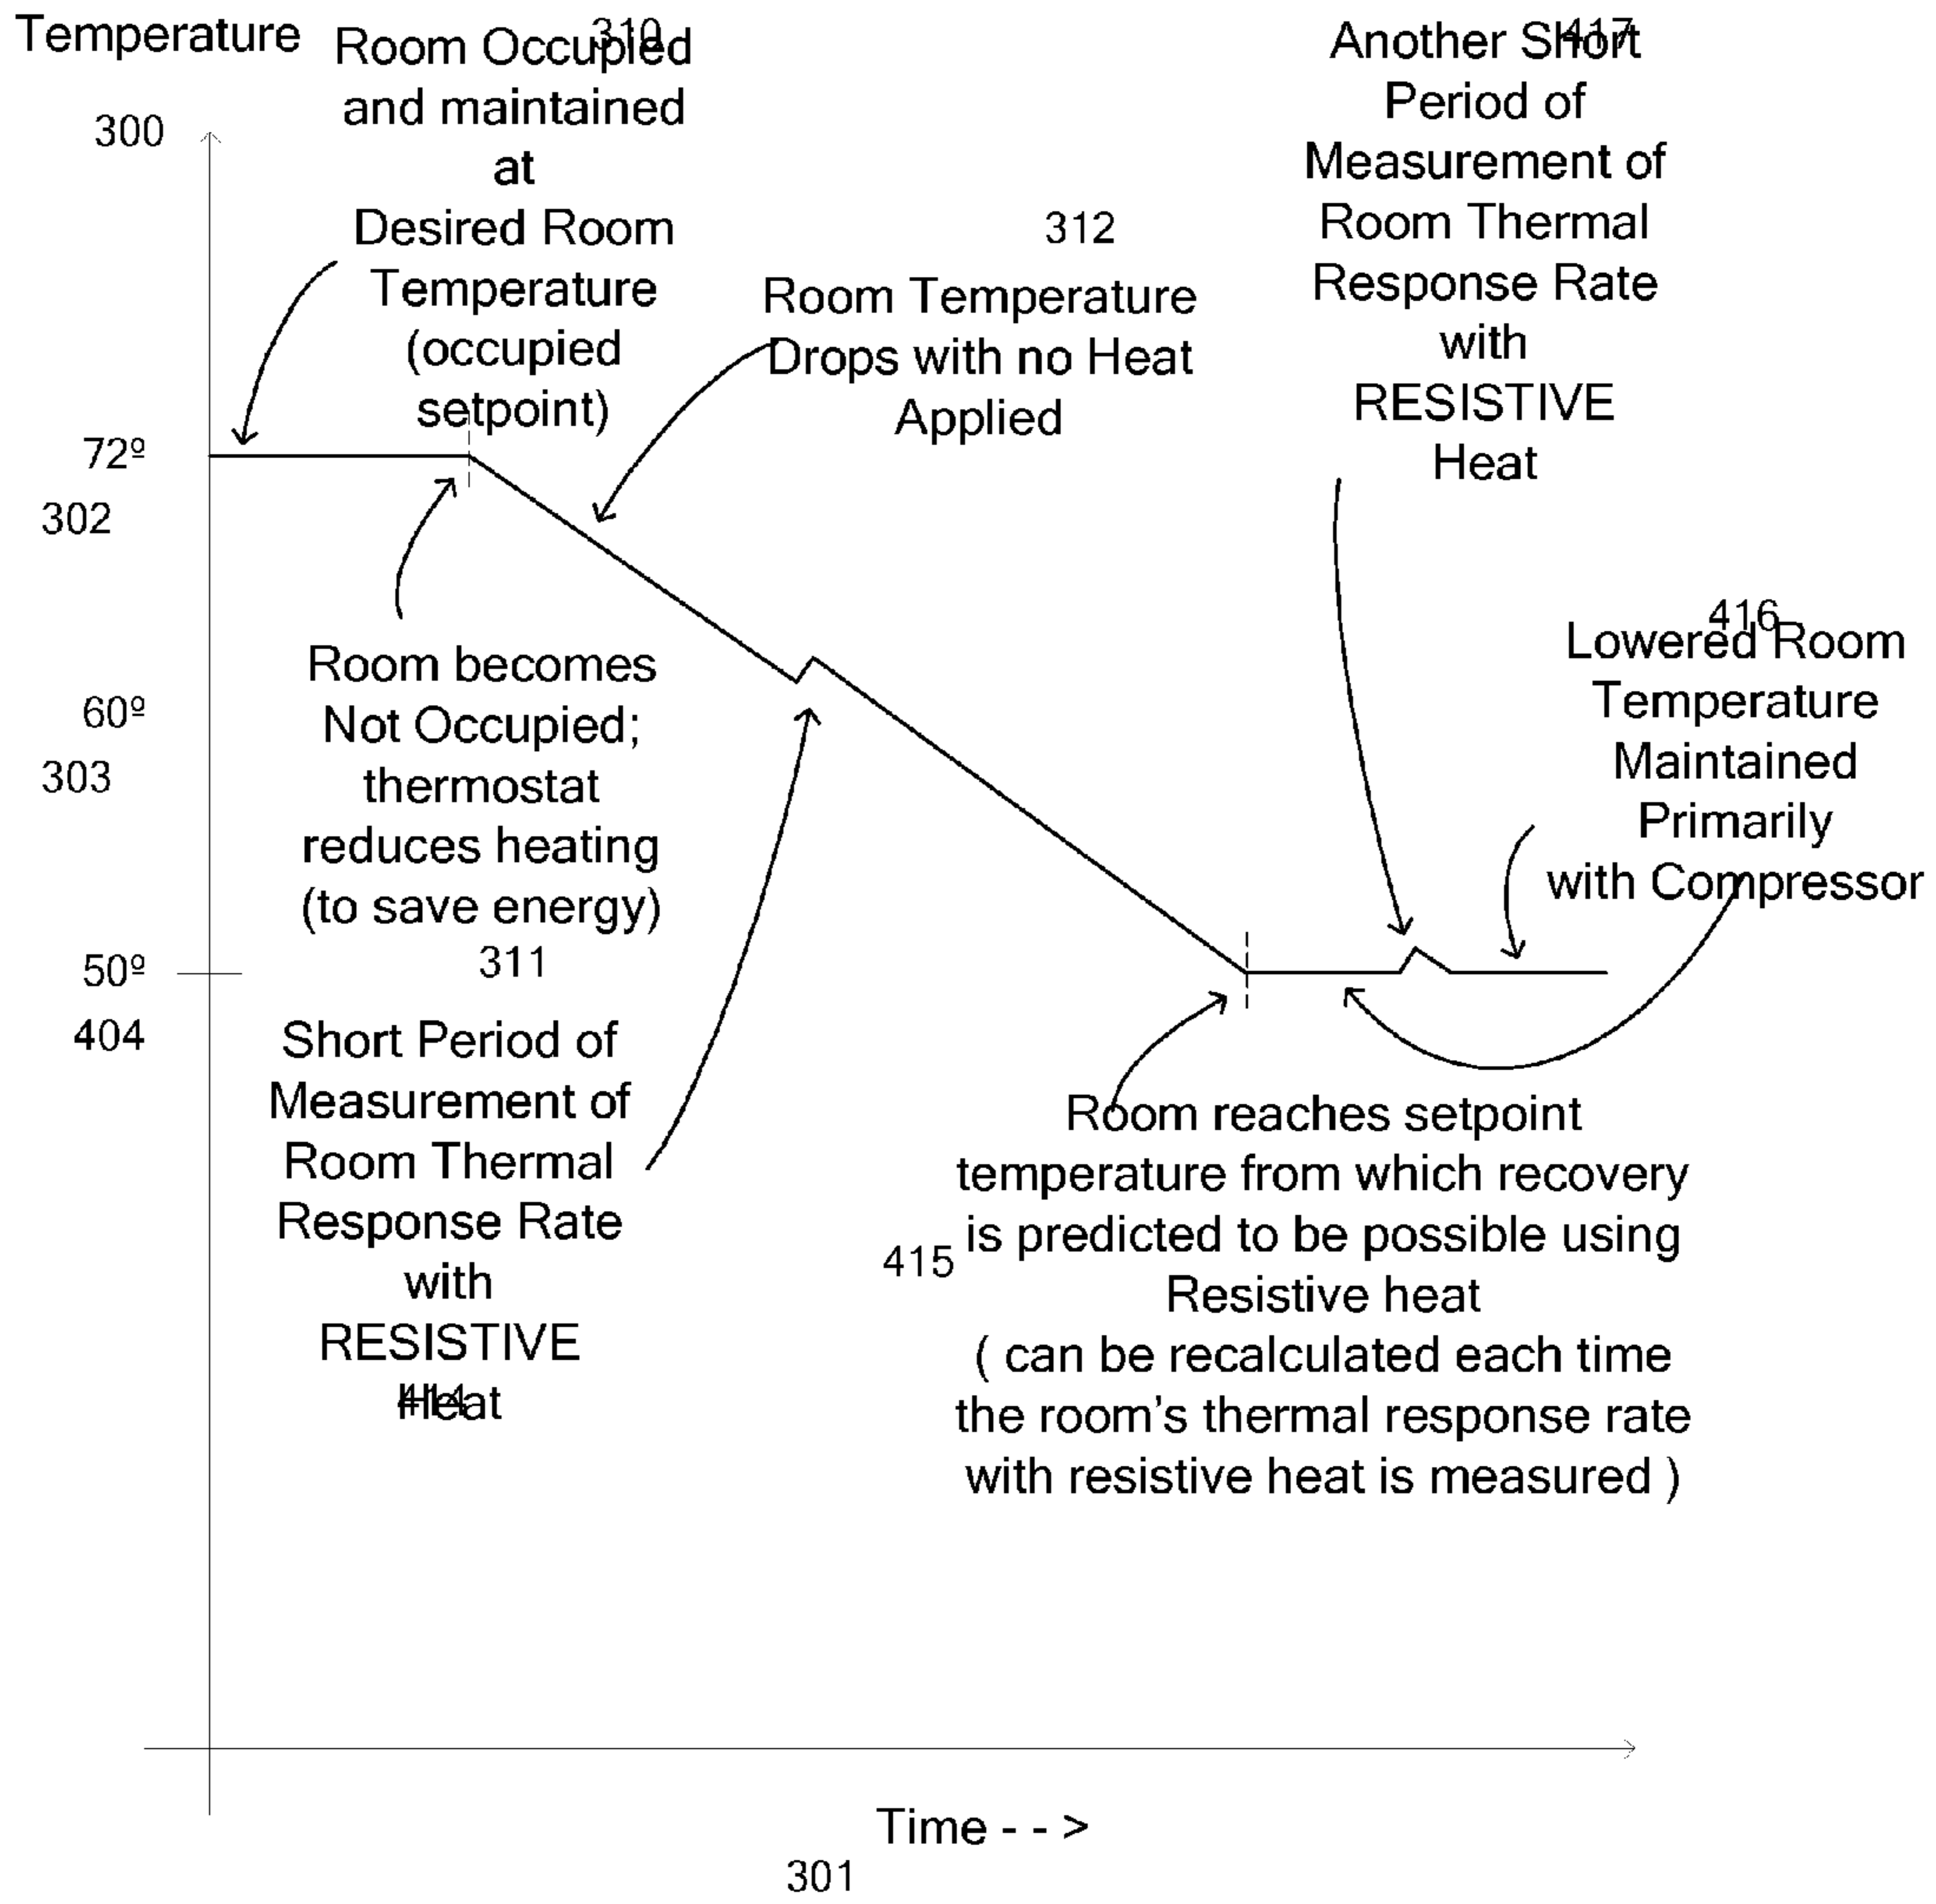 Temperature
300
310
Room Occupied
and maintained
at
Desired Room
Temperature
(occupied
setpoint)
312
Room Temperature
Drops with no Heat
Applied
417
Another Short
Period of
Measurement of
Room Thermal
Response Rate
with
RESISTIVE
Heat
72º
302
60º
303
50º
404
Room becomes
Not Occupied;
thermostat
reduces heating
(to save energy)
311
416
Lowered Room
Temperature
Maintained
Primarily
with Compressor
Short Period of
Measurement of
Room Thermal
Response Rate
with
RESISTIVE
Heat
414
Room reaches setpoint
temperature from which recovery
is predicted to be possible using
Resistive heat
( can be recalculated each time
the room’s thermal response rate
with resistive heat is measured )
415
Time - - >
301